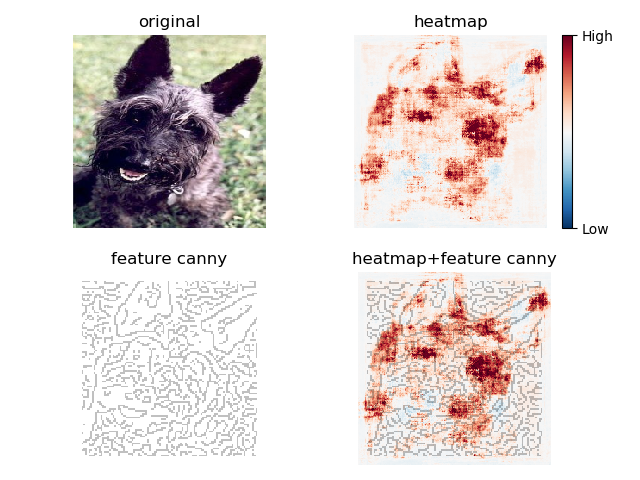 original
heatmap
High
Low
feature canny
heatmap+feature canny